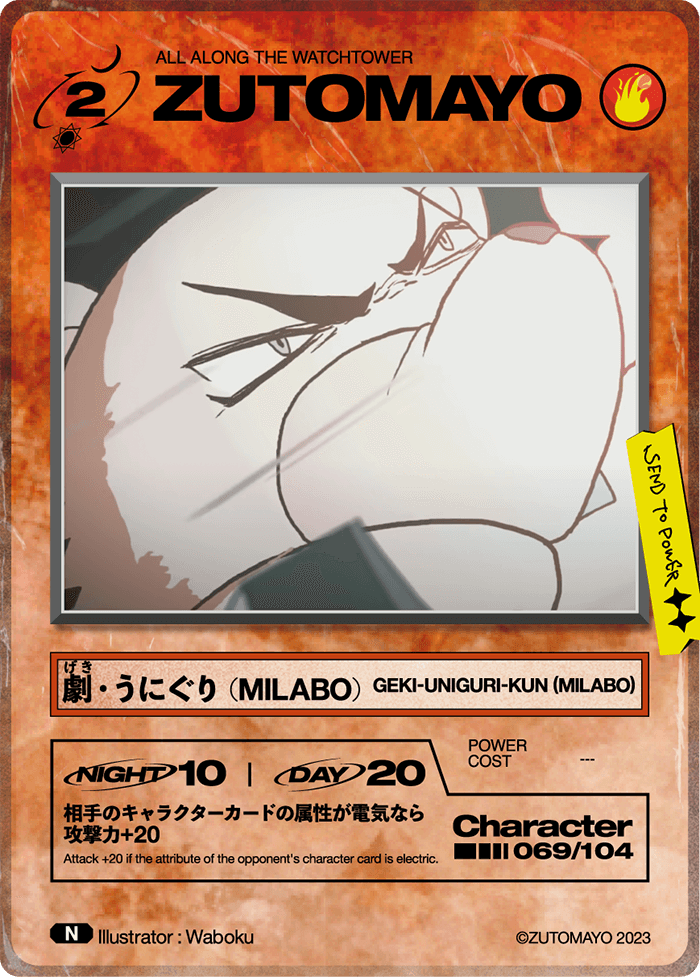 ALL ALONG THE WATCHTOWER
2 ZUTOMAYO
SEND TO POWER
げき
劇・うにぐり（MILABO） GEKI-UNIGURI-KUN (MILABO)
NIGHT 10 | DAY 20
POWER COST ---
相手のキャラクターカードの属性が電気なら
攻撃力+20
Attack +20 if the attribute of the opponent's character card is electric.
Character
069/104
N Illustrator : Waboku
©ZUTOMAYO 2023